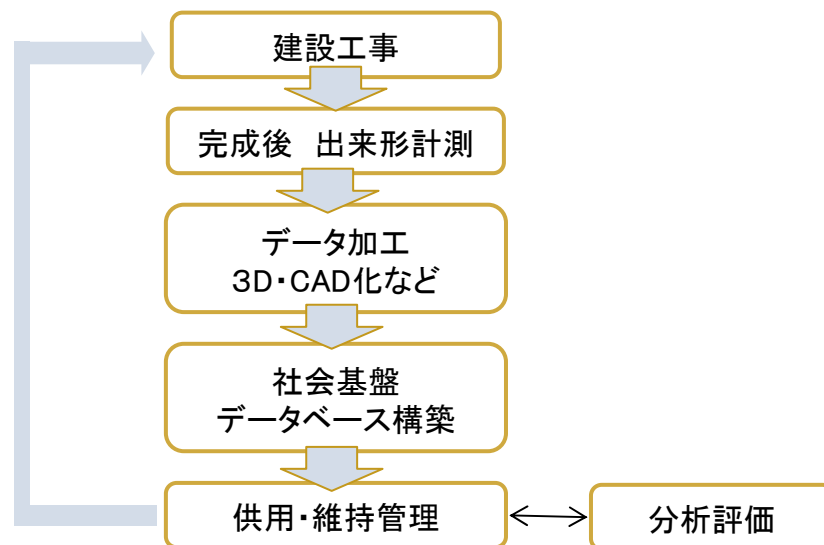 建設工事
完成後 出来形計測
データ加工
3D・CAD化など
社会基盤
データベース構築
供用・維持管理
分析評価